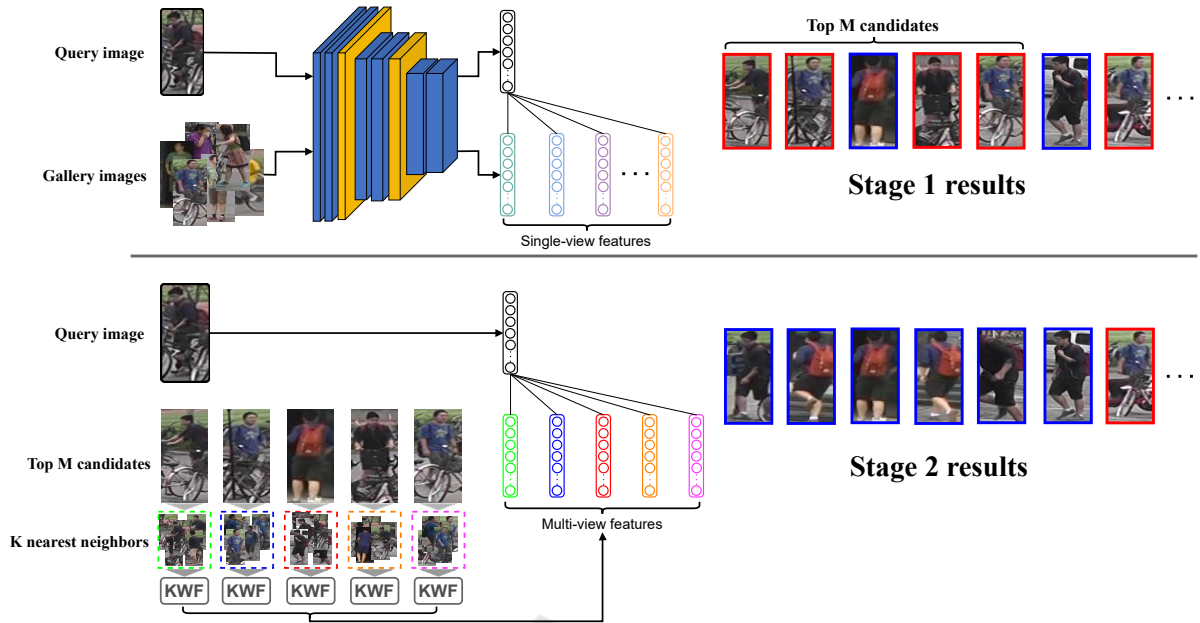 Query image
Top M candidates
Gallery images
. . .
. . .
Stage 1 results
Single-view features
Query image
. . .
Top M candidates
Stage 2 results
Multi-view features
K nearest neighbors
KWF KWF KWF KWF KWF